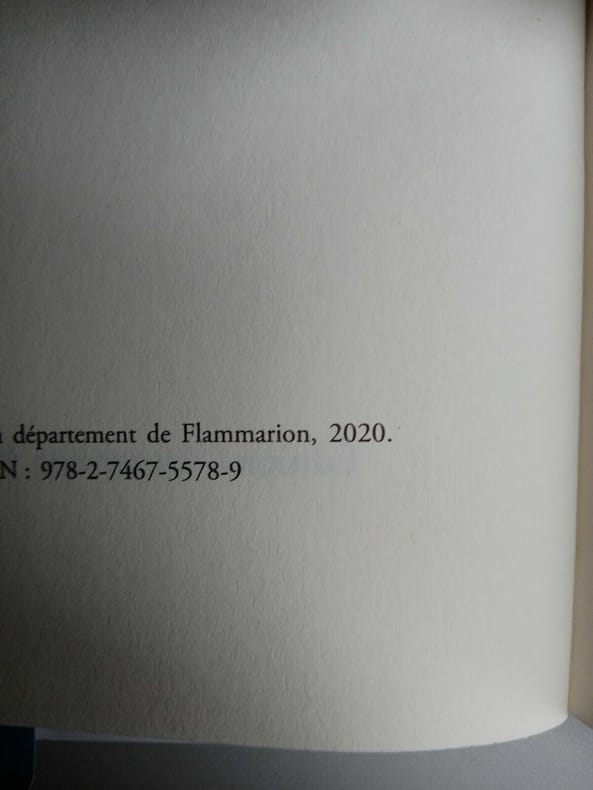 département de Flammarion, 2020.
N : 978-2-7467-5578-9